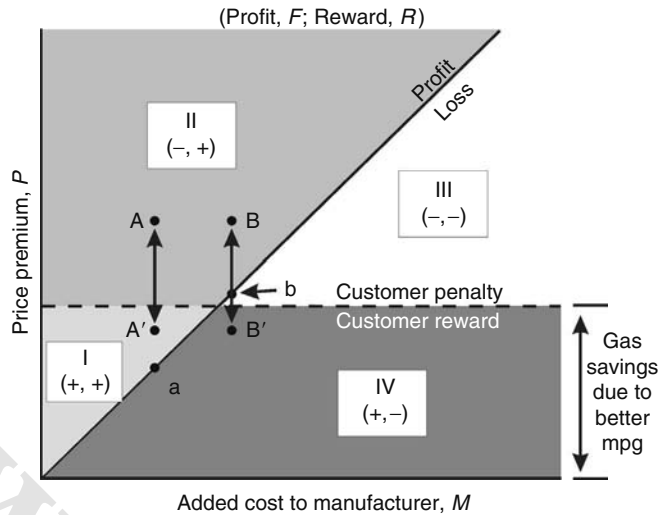 (Profit, F; Reward, R)
Profit
Loss
II
(−, +)
III
(−,−)
A
B
b
Customer penalty
Customer reward
A′
B′
I
(+, +)
a
IV
(+,−)
Gas
savings
due to
better
mpg
Price premium, P
Added cost to manufacturer, M